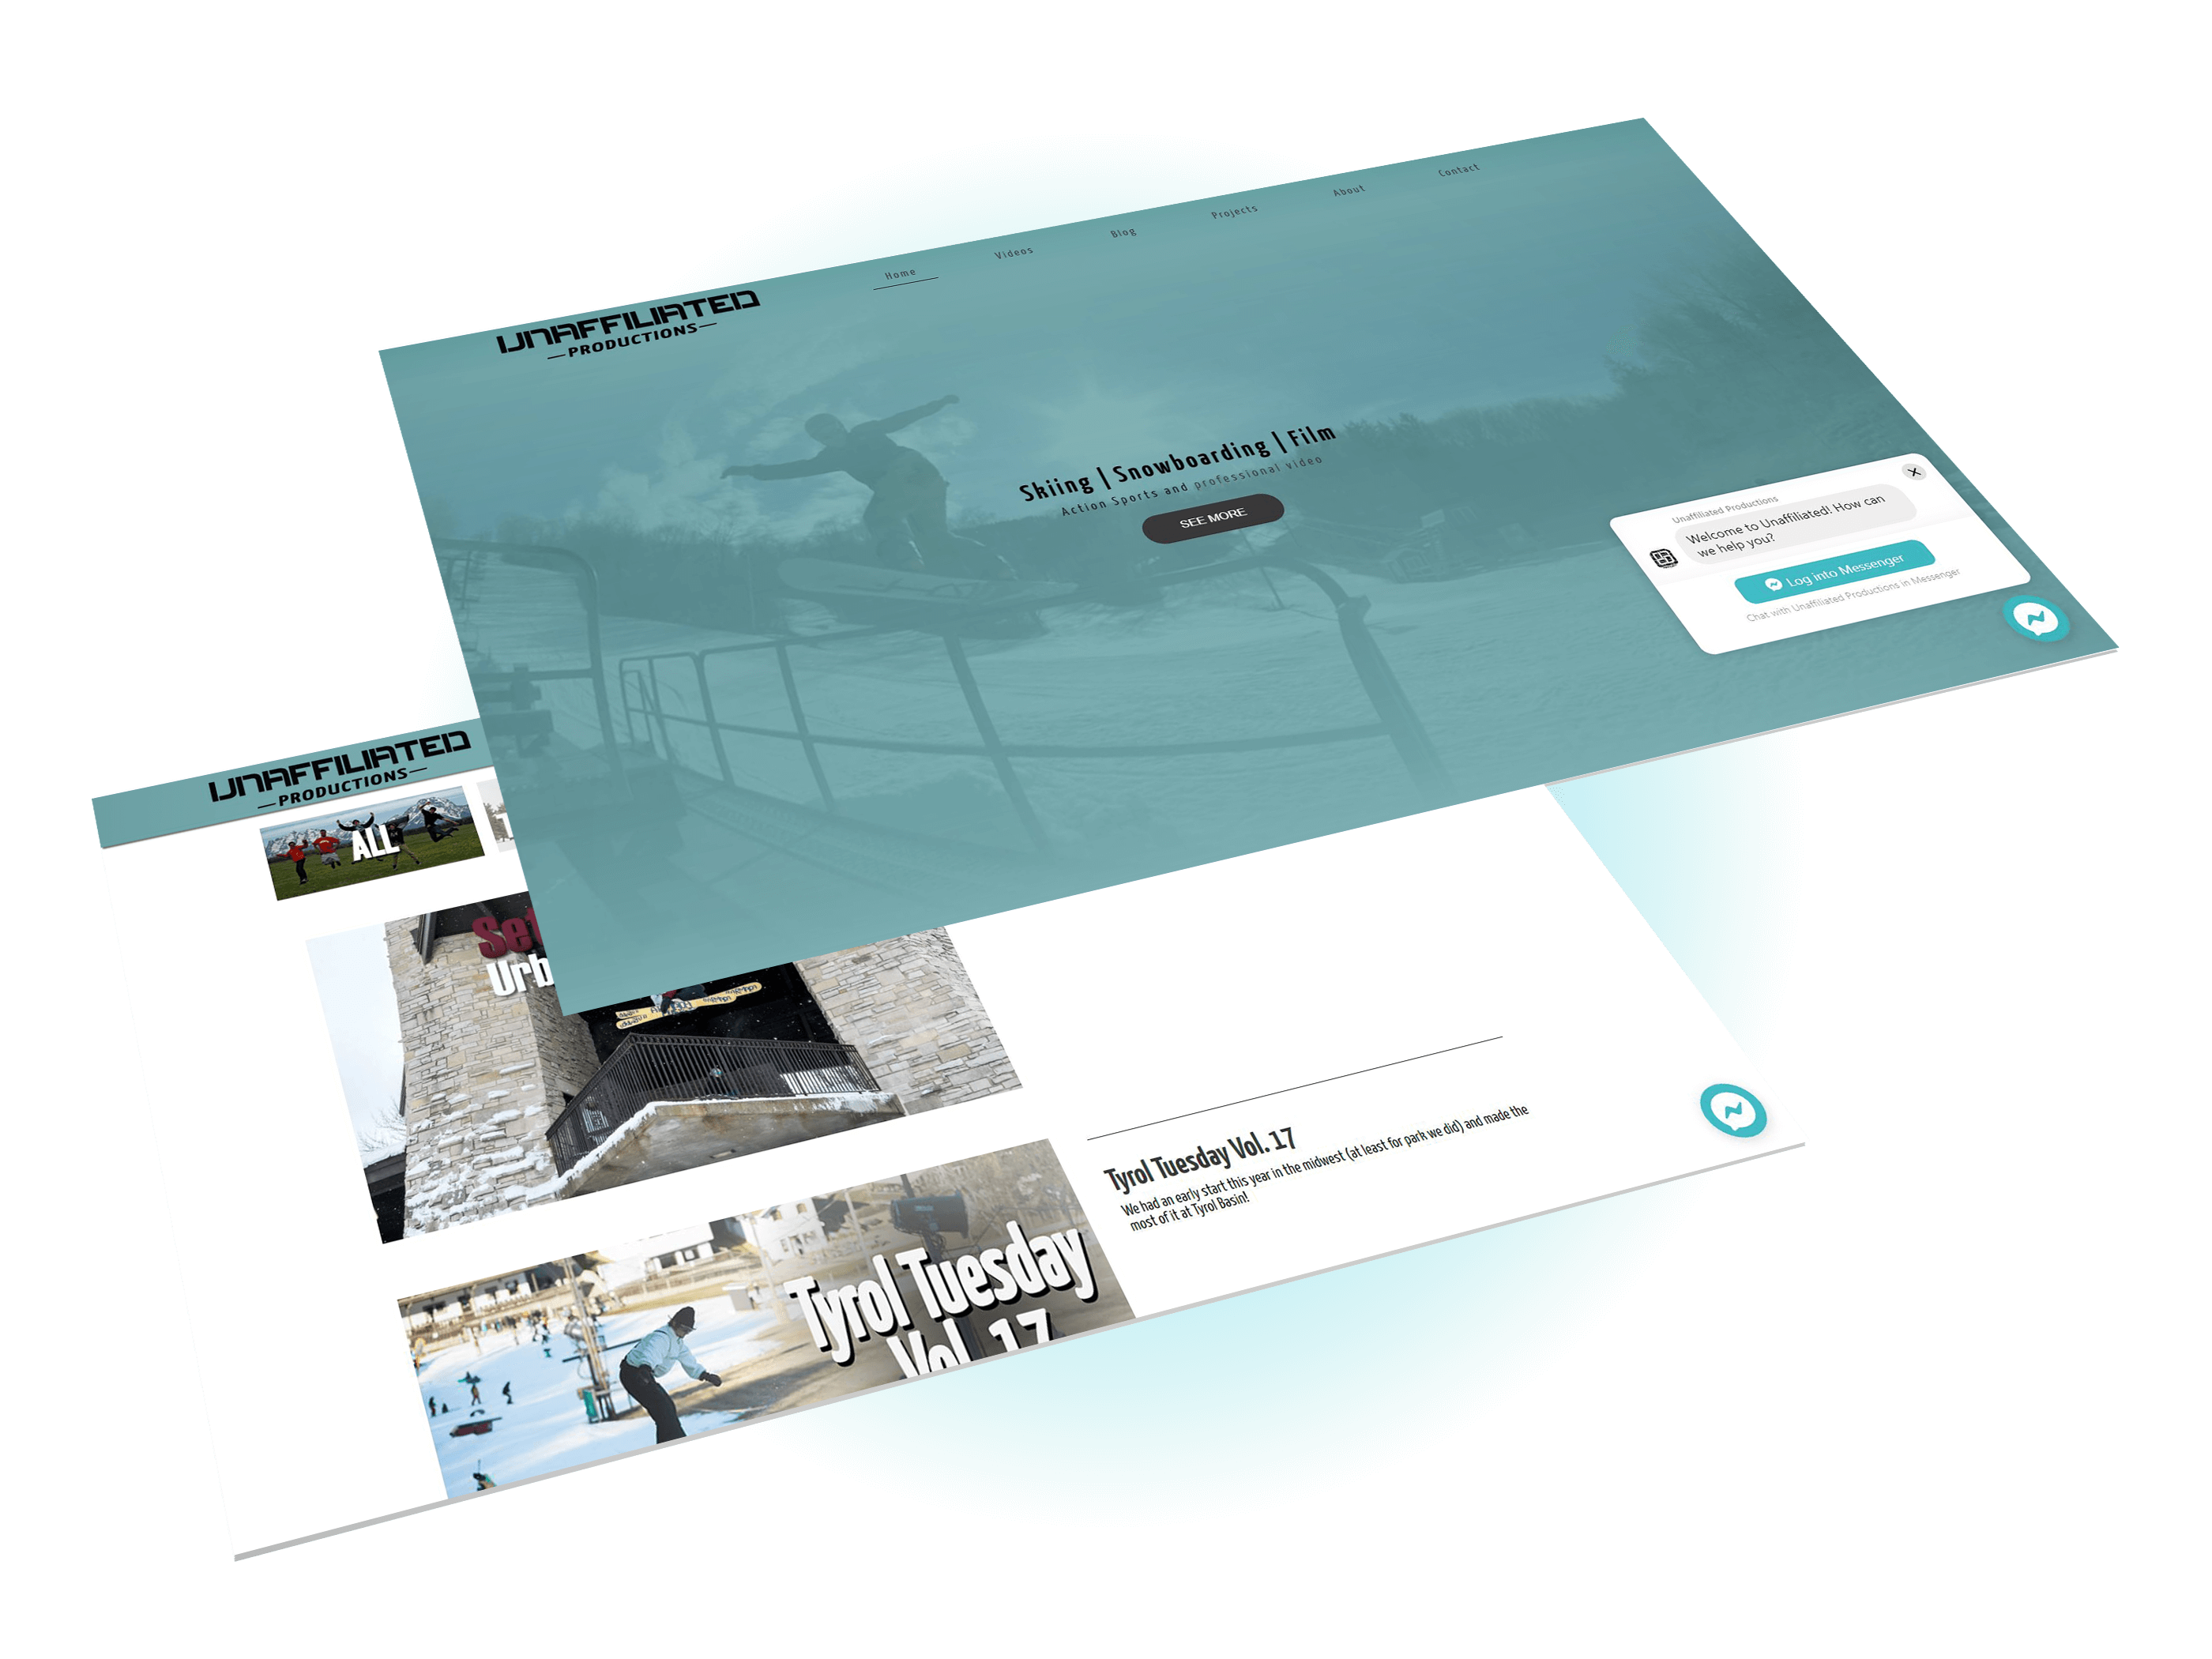 Home
Videos
Blog
Projects
About
Contact
UNAFFILIATED
PRODUCTIONS
Skiing | Snowboarding | Film
Action Sports and professional video
SEE MORE
Unaffiliated Productions
Welcome to Unaffiliated! How can
we help you?
Log into Messenger
Chat with Unaffiliated Productions in Messenger
UNAFFILIATED
PRODUCTIONS
ALL
Set
Urb
Tyrol Tuesday Vol. 17
We had an early start this year in the midwest (at least for park we did) and made the
most of it at Tyrol Basin!
Tyrol Tuesday
Vol. 17